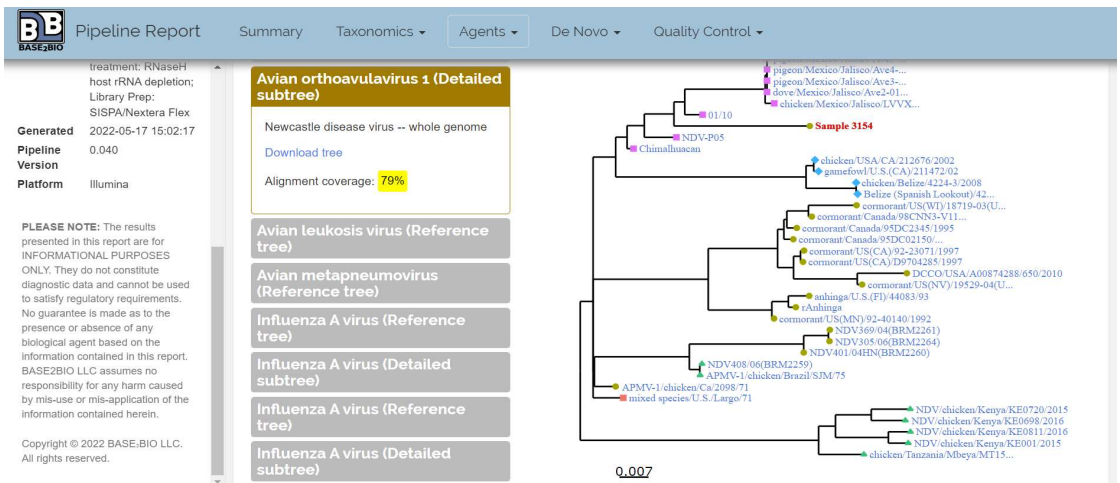 BASE2BIO
Pipeline Report
Summary
Taxonomics
Agents
De Novo
Quality Control
treatment: RNaseH
host rRNA depletion;
Library Prep:
SISPA/Nextera Flex
Generated 2022-05-17 15:02:17
Pipeline Version 0.040
Platform Illumina
PLEASE NOTE: The results
presented in this report are for
INFORMATIONAL PURPOSES
ONLY. They do not constitute
diagnostic data and cannot be used
to satisfy regulatory requirements.
No guarantee is made as to the
presence or absence of any
biological agent based on the
information contained in this report.
BASE2BIO LLC assumes no
responsibility for any harm caused
by mis-use or mis-application of the
information contained herein.
Copyright © 2022 BASE2BIO LLC.
All rights reserved.
Avian orthoavulavirus 1 (Detailed
subtree)
Newcastle disease virus -- whole genome
Download tree
Alignment coverage: 79%
Avian leukosis virus (Reference
tree)
Avian metapneumovirus
(Reference tree)
Influenza A virus (Reference
tree)
Influenza A virus (Detailed
subtree)
Influenza A virus (Reference
tree)
Influenza A virus (Detailed
subtree)
pigeon/Mexico/Jalisco/Ave4-...
pigeon/Mexico/Jalisco/Ave3-...
dove/Mexico/Jalisco/Ave2-01...
chicken/Mexico/Jalisco/LVVX...
01/10
Sample 3154
NDV-P05
Chimalhuacan
chicken/USA/CA/212676/2002
gamefowl/U.S.(CA)/211472/02
chicken/Belize/4224-3/2008
Belize (Spanish Lookout)/42...
cormorant/US(WI)/18719-03(U...
cormorant/Canada/98CNN3-V11...
cormorant/Canada/95DC2345/1995
cormorant/Canada/95DC02150/...
cormorant/US(CA)/92-23071/1997
cormorant/US(CA)/D9704285/1997
DCCO/USA/A00874288/650/2010
cormorant/US(NV)/19529-04(U...
anhinga/U.S.(FI)/44083/93
rAnhinga
cormorant/US(MN)/92-40140/1992
NDV369/04(BRM2261)
NDV305/06(BRM2264)
NDV401/04HN(BRM2260)
NDV408/06(BRM2259)
APMV-1/chicken/Brazil/SJM/75
APMV-1/chicken/Ca/2098/71
mixed species/U.S./Largo/71
NDV/chicken/Kenya/KE0720/2015
NDV/chicken/Kenya/KE0698/2016
NDV/chicken/Kenya/KE0811/2016
NDV/chicken/Kenya/KE001/2015
chicken/Tanzania/Mbeya/MT15...
0.007